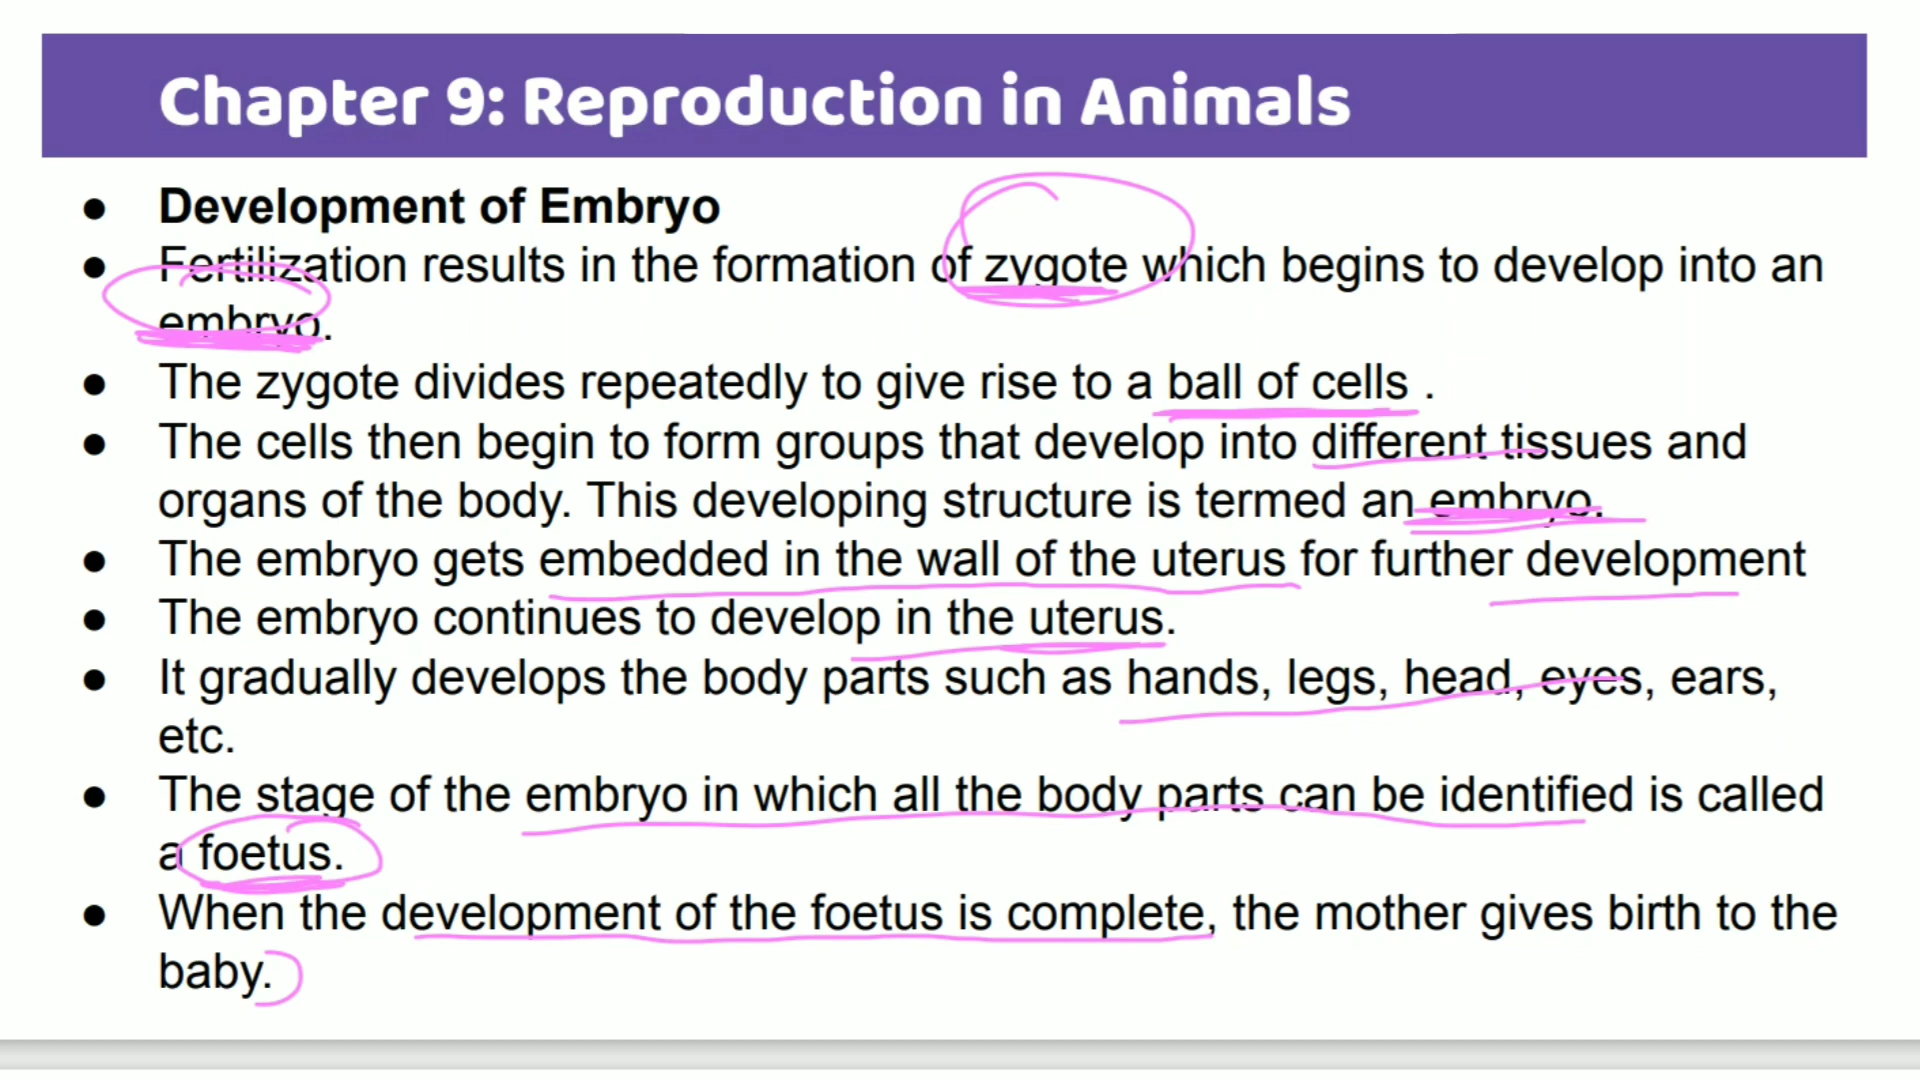 Chapter 9: Reproduction in Animals
● Development of Embryo
● Fertilization results in the formation of zygote which begins to develop into an
embryo.
● The zygote divides repeatedly to give rise to a ball of cells .
● The cells then begin to form groups that develop into different tissues and
organs of the body. This developing structure is termed an embryo.
● The embryo gets embedded in the wall of the uterus for further development
● The embryo continues to develop in the uterus.
● It gradually develops the body parts such as hands, legs, head, eyes, ears,
etc.
● The stage of the embryo in which all the body parts can be identified is called
a foetus.
● When the development of the foetus is complete, the mother gives birth to the
baby.